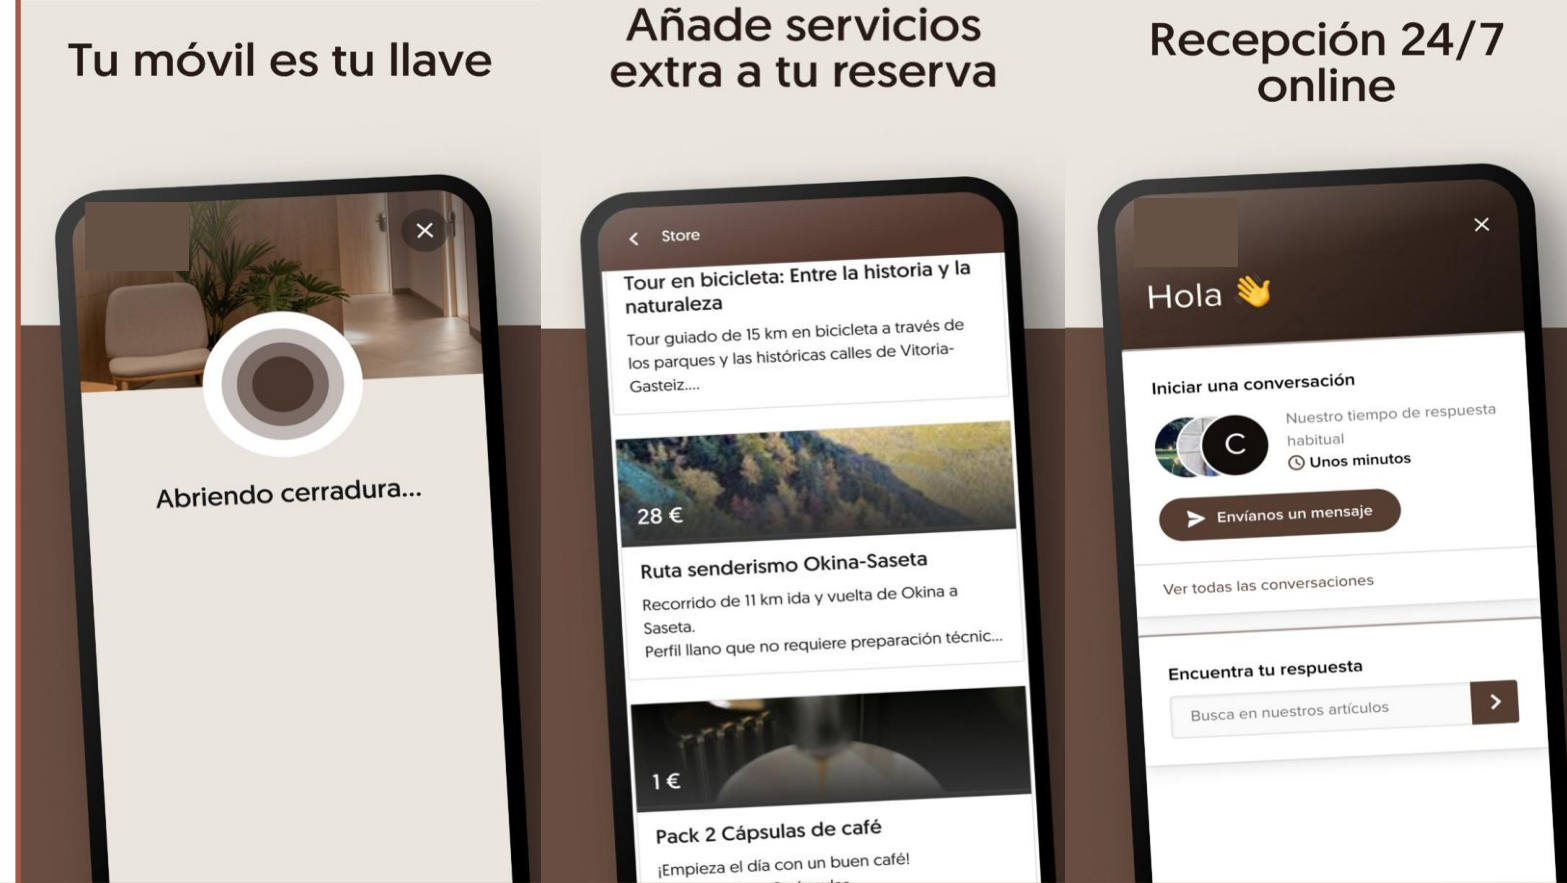 Tu móvil es tu llave
Abriendo cerradura...
Añade servicios
extra a tu reserva
Store
Tour en bicicleta: Entre la historia y la
naturaleza
Tour guiado de 15 km en bicicleta a través de
los parques y las históricas calles de Vitoria-
Gasteiz....
28 €
Ruta senderismo Okina-Saseta
Recorrido de 11 km ida y vuelta de Okina a
Saseta.
Perfil llano que no requiere preparación técnic...
1 €
Pack 2 Cápsulas de café
¡Empieza el día con un buen café!
Recepción 24/7
online
Hola 👋
Iniciar una conversación
C
Nuestro tiempo de respuesta
habitual
Unos minutos
Envíanos un mensaje
Ver todas las conversaciones
Encuentra tu respuesta
Busca en nuestros artículos